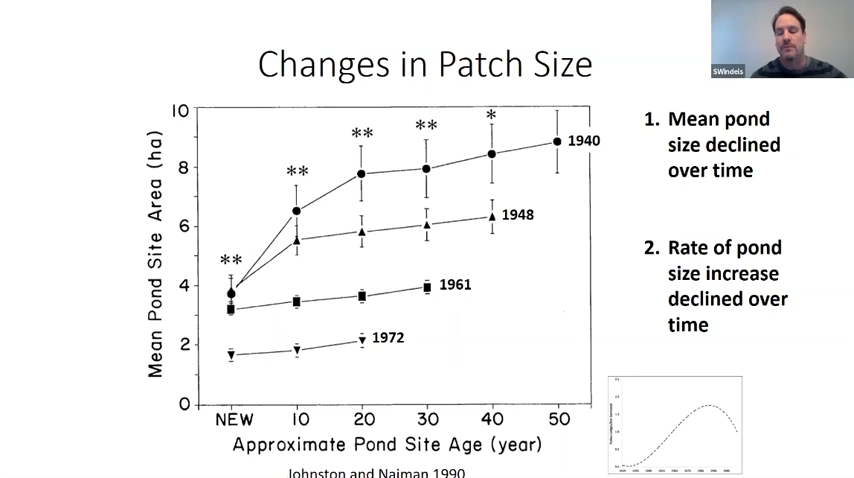 SWindels
Changes in Patch Size
1. Mean pond
size declined
over time
2. Rate of pond
size increase
declined over
time
Mean Pond Site Area (ha)
10
8
6
4
2
0
**
**
**
**
*
1940
1948
1961
1972
NEW 10 20 30 40 50
Approximate Pond Site Age (year)
Johnston and Naiman 1990